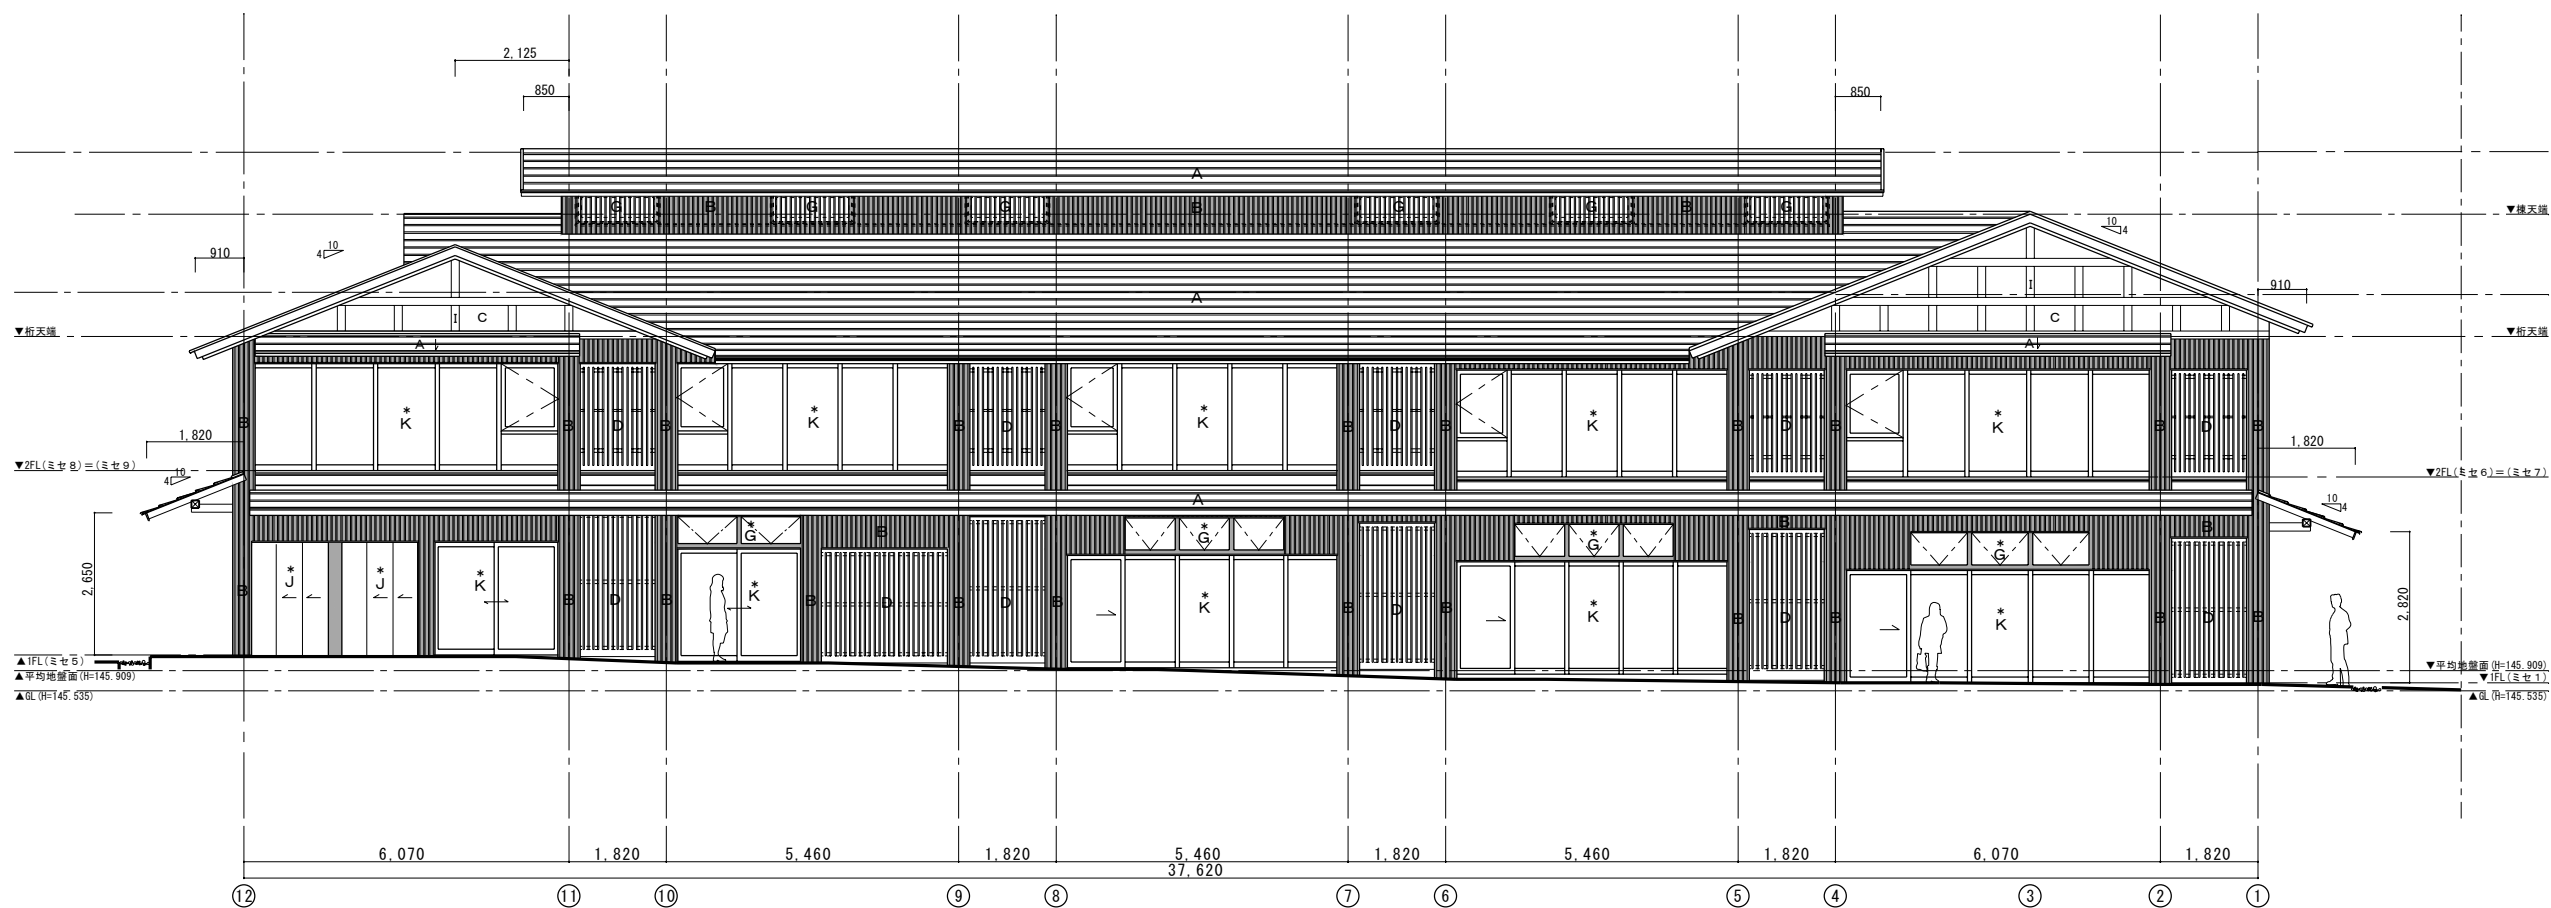 2,125
850 850
A
G B G G B G G B G
▼棟天端
10
4
10
4
910 910
I
A
I C C
▼桁天端 ▼桁天端
A A
* K * K * K * K * K
B B D B B D B B D B B D B B D B
1,820 1,820
▼2FL(ミセ8)=(ミセ9) ▼2FL(ミセ6)=(ミセ7)
10
4
A
10
4
B * G B * G * G * G B
2,650 2,820
* J * J * K * K * K * K * K
B B D B B D B D B B D B B D B B D B
▲1FL(ミセ5)
▼平均地盤面(H=145.909)
▲平均地盤面(H=145.909)
▼1FL(ミセ1)
▲GL(H=145.535) ▲GL(H=145.535)
6,070 1,820 5,460 1,820 5,460 1,820 5,460 1,820 6,070 1,820
37,620
⑫ ⑪ ⑩ ⑨ ⑧ ⑦ ⑥ ⑤ ④ ③ ② ①